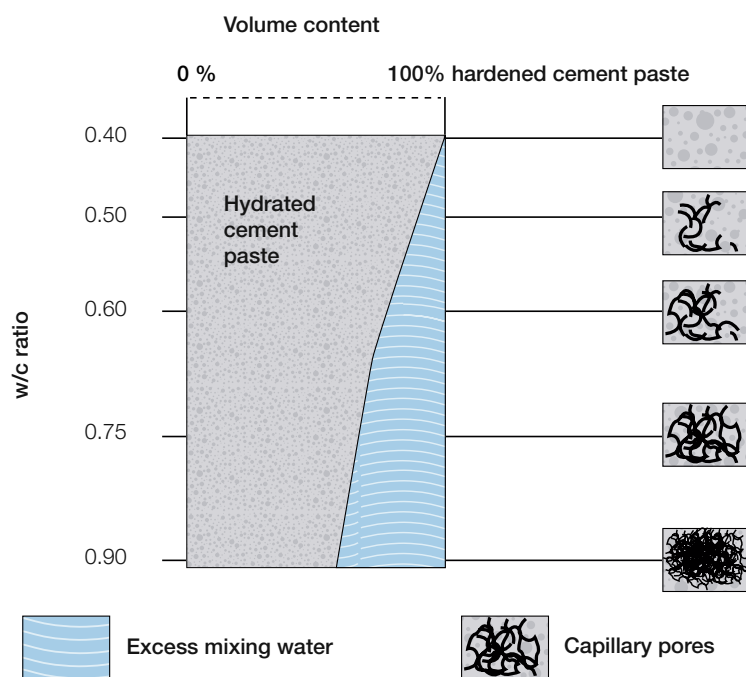 Volume content
0 %
100% hardened cement paste
0.40
0.50
Hydrated
cement
paste
0.60
w/c ratio
0.75
0.90
Excess mixing water
Capillary pores